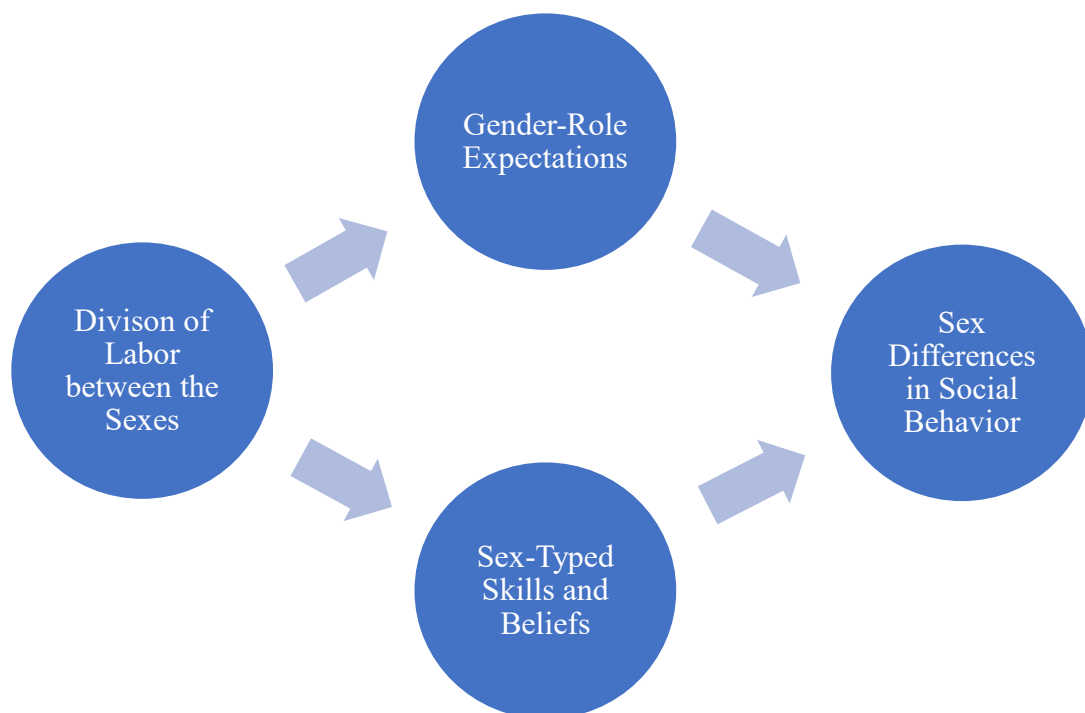 Gender-Role
Expectations
Divison of
Labor
between the
Sexes
Sex
Differences
in Social
Behavior
Sex-Typed
Skills and
Beliefs